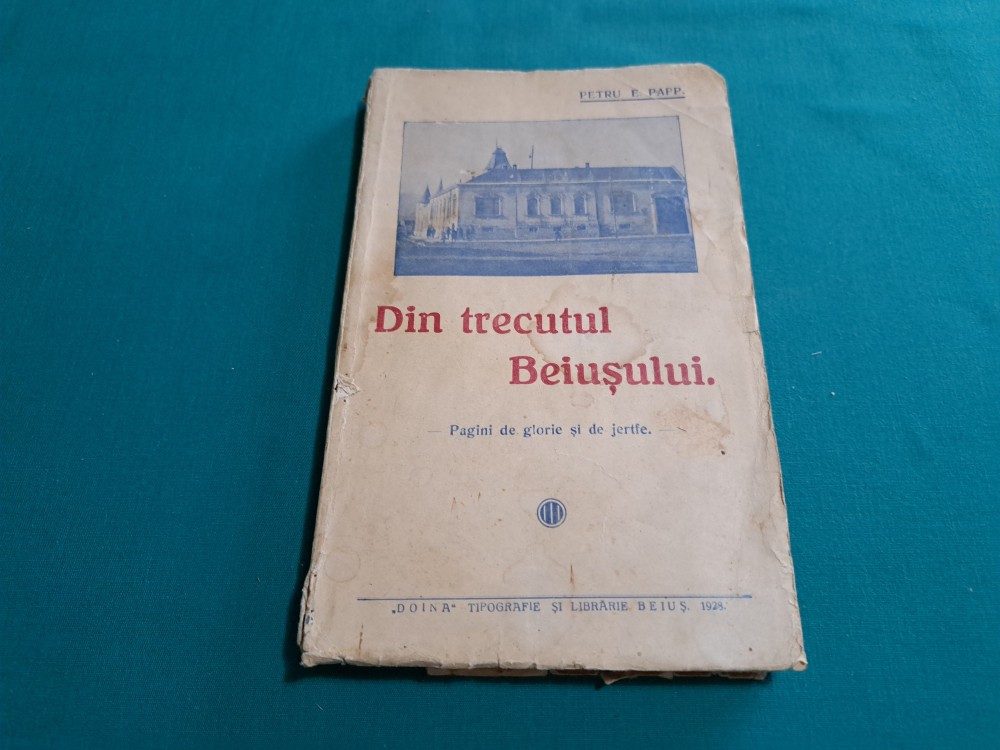 PETRU E. PAPP.
Din trecutul
Beiușului.
— Pagini de glorie și de jertfe. —
„DOINA“ TIPOGRAFIE ȘI LIBRĂRIE BEIUȘ, 1928.